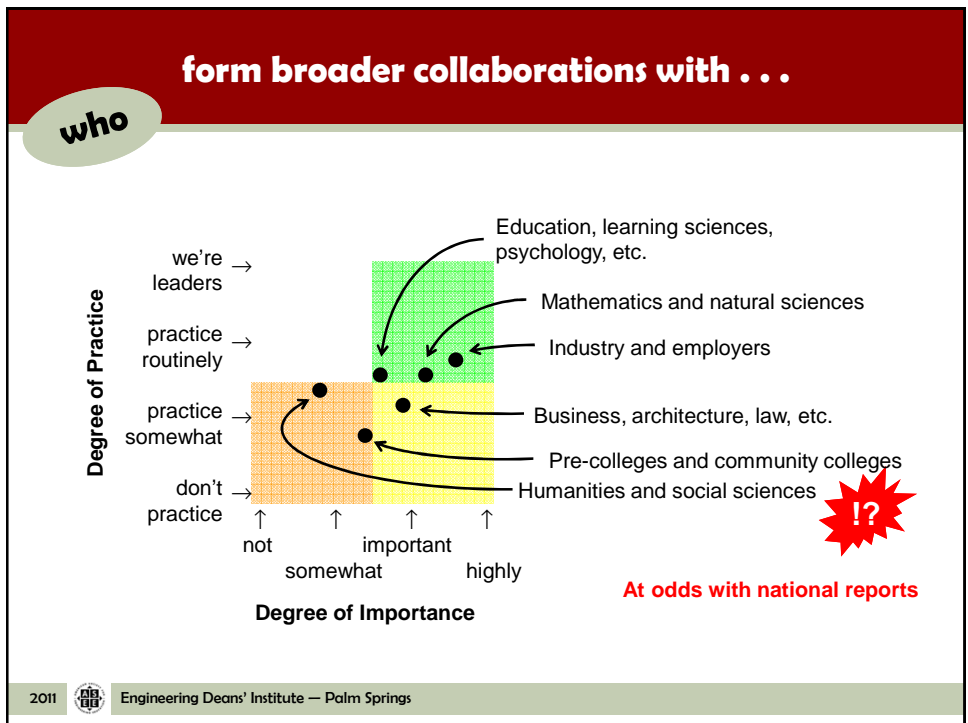 form broader collaborations with . . .
who
Education, learning sciences,
psychology, etc.
Mathematics and natural sciences
Industry and employers
Business, architecture, law, etc.
Pre-colleges and community colleges
Humanities and social sciences
Degree of Practice
we're
leaders →
practice
routinely →
practice
somewhat →
don't
practice →
↑ ↑ ↑ ↑
not important
somewhat highly
Degree of Importance
!?
At odds with national reports
2011 ASEE Engineering Deans' Institute — Palm Springs